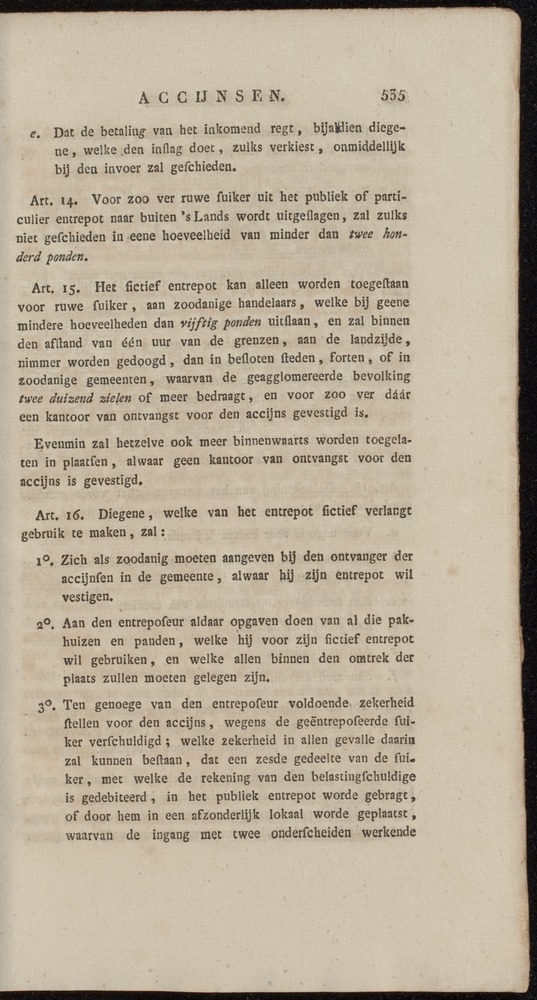 ACCIJNSEN. 535
e. Dat de betaling van het inkomend regt, bijaldien diege-
ne, welke den inſlag doet, zulks verkiest, onmiddellijk
bij den invoer zal geſchieden.
Art. 14. Voor zoo ver ruwe ſuiker uit het publiek of parti-
culier entrepot naar buiten 's Lands wordt uitgeſlagen, zal zulks
niet geſchieden in eene hoeveelheid van minder dan twee hon-
derd ponden.
Art. 15. Het fictief entrepot kan alleen worden toegeſtaan
voor ruwe ſuiker, aan zoodanige handelaars, welke bij geene
mindere hoeveelheden dan vijftig ponden uitſlaan, en zal binnen
den afſtand van één uur van de grenzen, aan de landzijde,
nimmer worden gedoogd, dan in beſloten ſteden, forten, of in
zoodanige gemeenten, waarvan de geagglomereerde bevolking
twee duizend zielen of meer bedraagt, en voor zoo ver dáár
een kantoor van ontvangst voor den accijns gevestigd is.
Evenmin zal hetzelve ook meer binnenwaarts worden toegela-
ten in plaatſen, alwaar geen kantoor van ontvangst voor den
accijns is gevestigd.
Art. 16. Diegene, welke van het entrepot fictief verlangt
gebruik te maken, zal:
1°. Zich als zoodanig moeten aangeven bij den ontvanger der
accijnſen in de gemeente, alwaar hij zijn entrepot wil
vestigen.
2°. Aan den entrepoſeur aldaar opgaven doen van al die pak-
huizen en panden, welke hij voor zijn fictief entrepot
wil gebruiken, en welke allen binnen den omtrek der
plaats zullen moeten gelegen zijn.
3°. Ten genoege van den entrepoſeur voldoende zekerheid
ſtellen voor den accijns, wegens de geëntrepoſeerde ſui-
ker verſchuldigd; welke zekerheid in allen gevalle daarin
zal kunnen beſtaan, dat een zesde gedeelte van de ſui-
ker, met welke de rekening van den belastingſchuldige
is gedebiteerd, in het publiek entrepot worde gebragt,
of door hem in een afzonderlijk lokaal worde geplaatst,
waarvan de ingang met twee onderſcheiden werkende